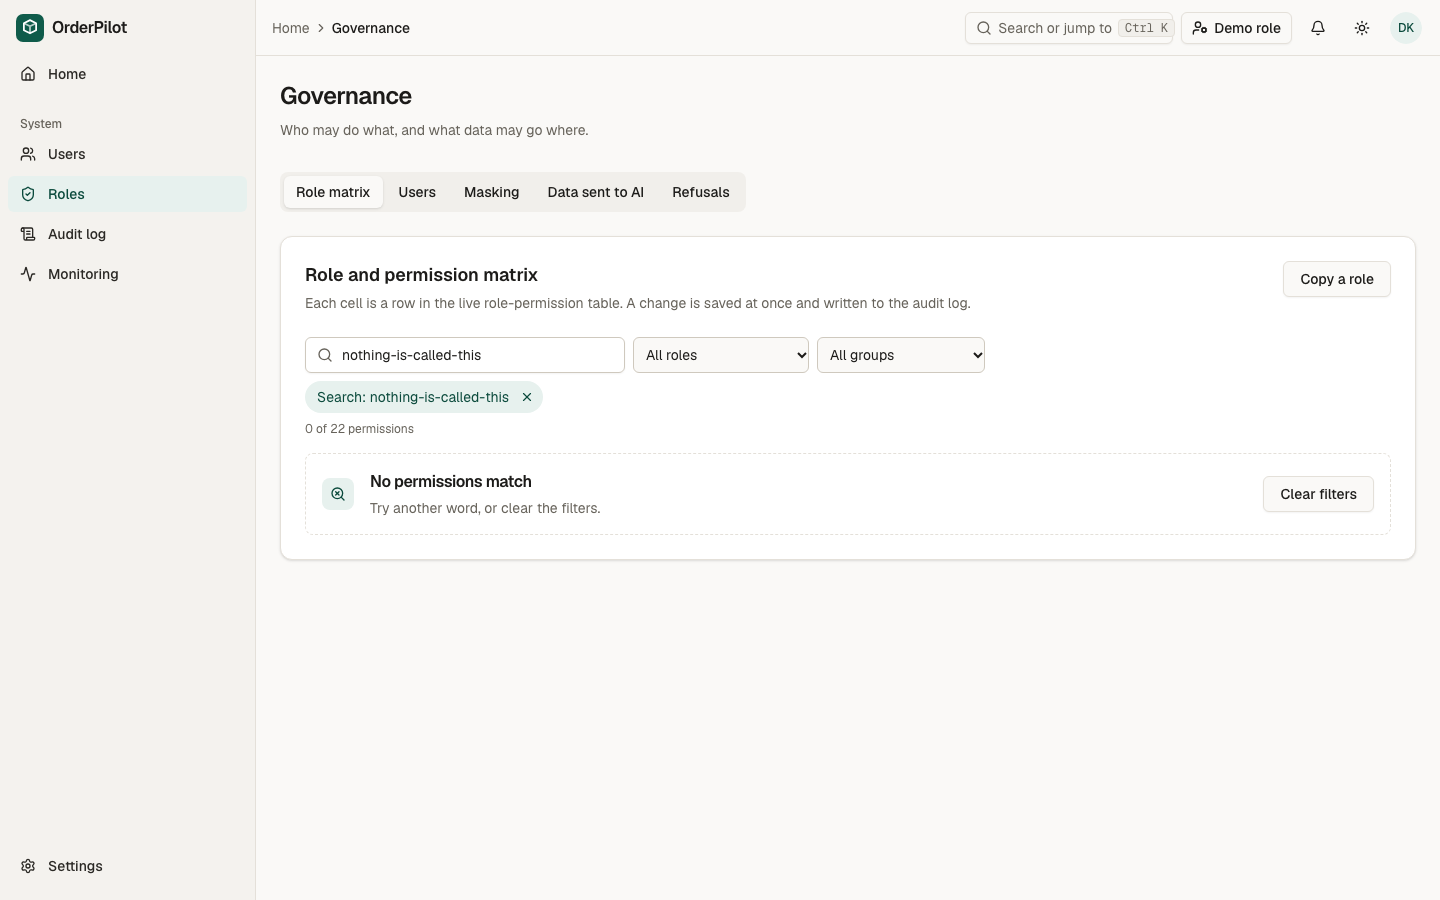 OrderPilot
Home
System
Users
Roles
Audit log
Monitoring
Settings
Home > Governance
Search or jump to Ctrl K
Demo role
DK
Governance
Who may do what, and what data may go where.
Role matrix Users Masking Data sent to AI Refusals
Role and permission matrix
Each cell is a row in the live role-permission table. A change is saved at once and written to the audit log.
Copy a role
nothing-is-called-this All roles All groups
Search: nothing-is-called-this
0 of 22 permissions
No permissions match
Try another word, or clear the filters.
Clear filters